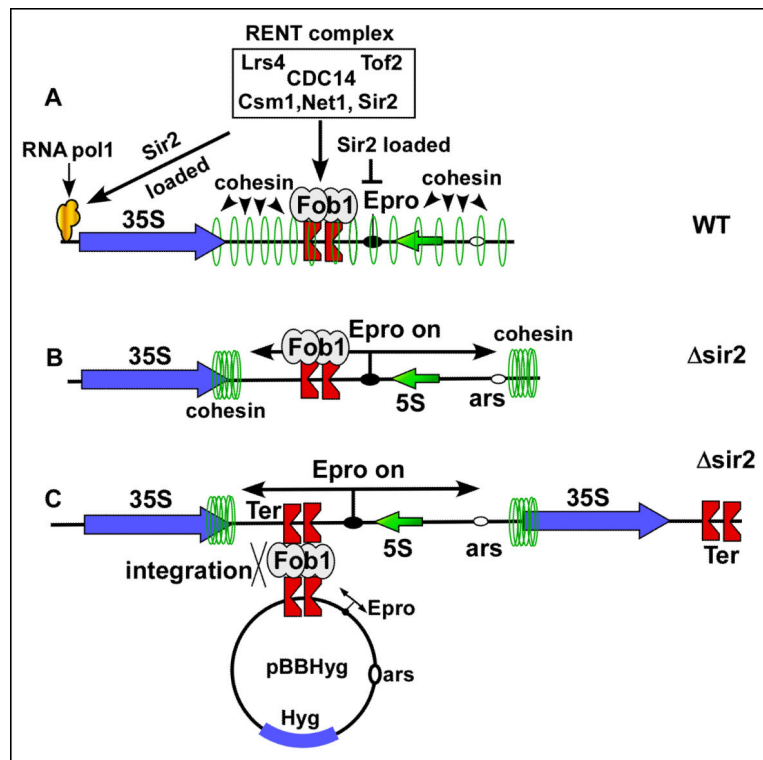 RENT complex
Lrs4 Tof2
CDC14
Csm1,Net1, Sir2
A
RNA pol1
Sir2
loaded
Sir2 loaded
cohesin
cohesin
Fob1
Epro
35S
WT
B
35S
Fob1
Epro on
cohesin
Δsir2
cohesin
5S
ars
C
Δsir2
Epro on
35S
Ter
35S
5S
ars
Ter
integration
Fob1
Epro
pBBHyg
ars
Hyg